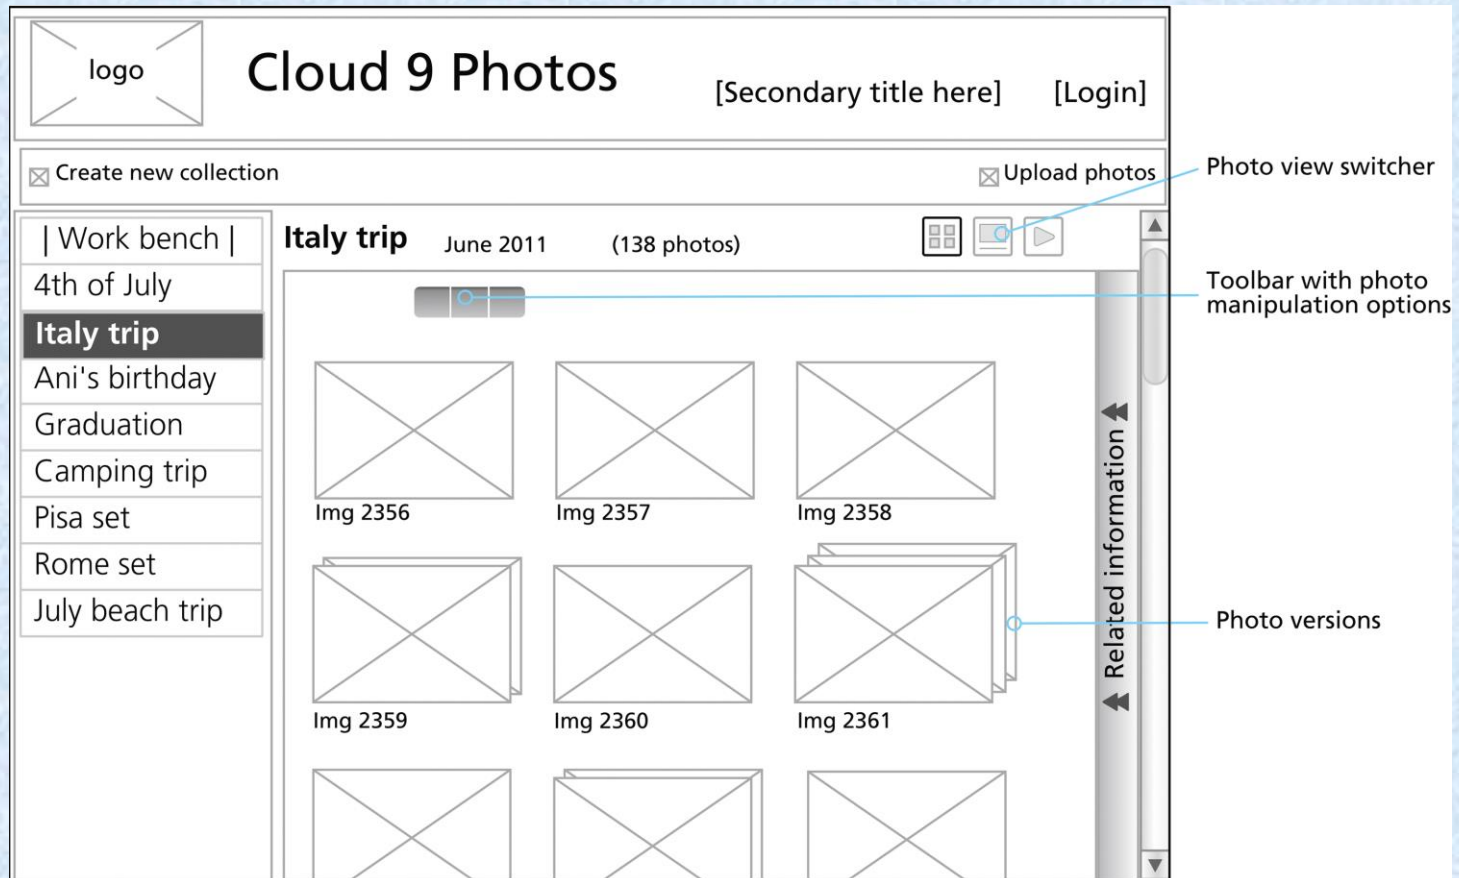 logo
Cloud 9 Photos
[Secondary title here]
[Login]
Create new collection
Upload photos
Photo view switcher
| Work bench |
4th of July
Italy trip
Ani's birthday
Graduation
Camping trip
Pisa set
Rome set
July beach trip
Italy trip June 2011 (138 photos)
Toolbar with photo
manipulation options
Img 2356
Img 2357
Img 2358
Img 2359
Img 2360
Img 2361
Related information
Photo versions